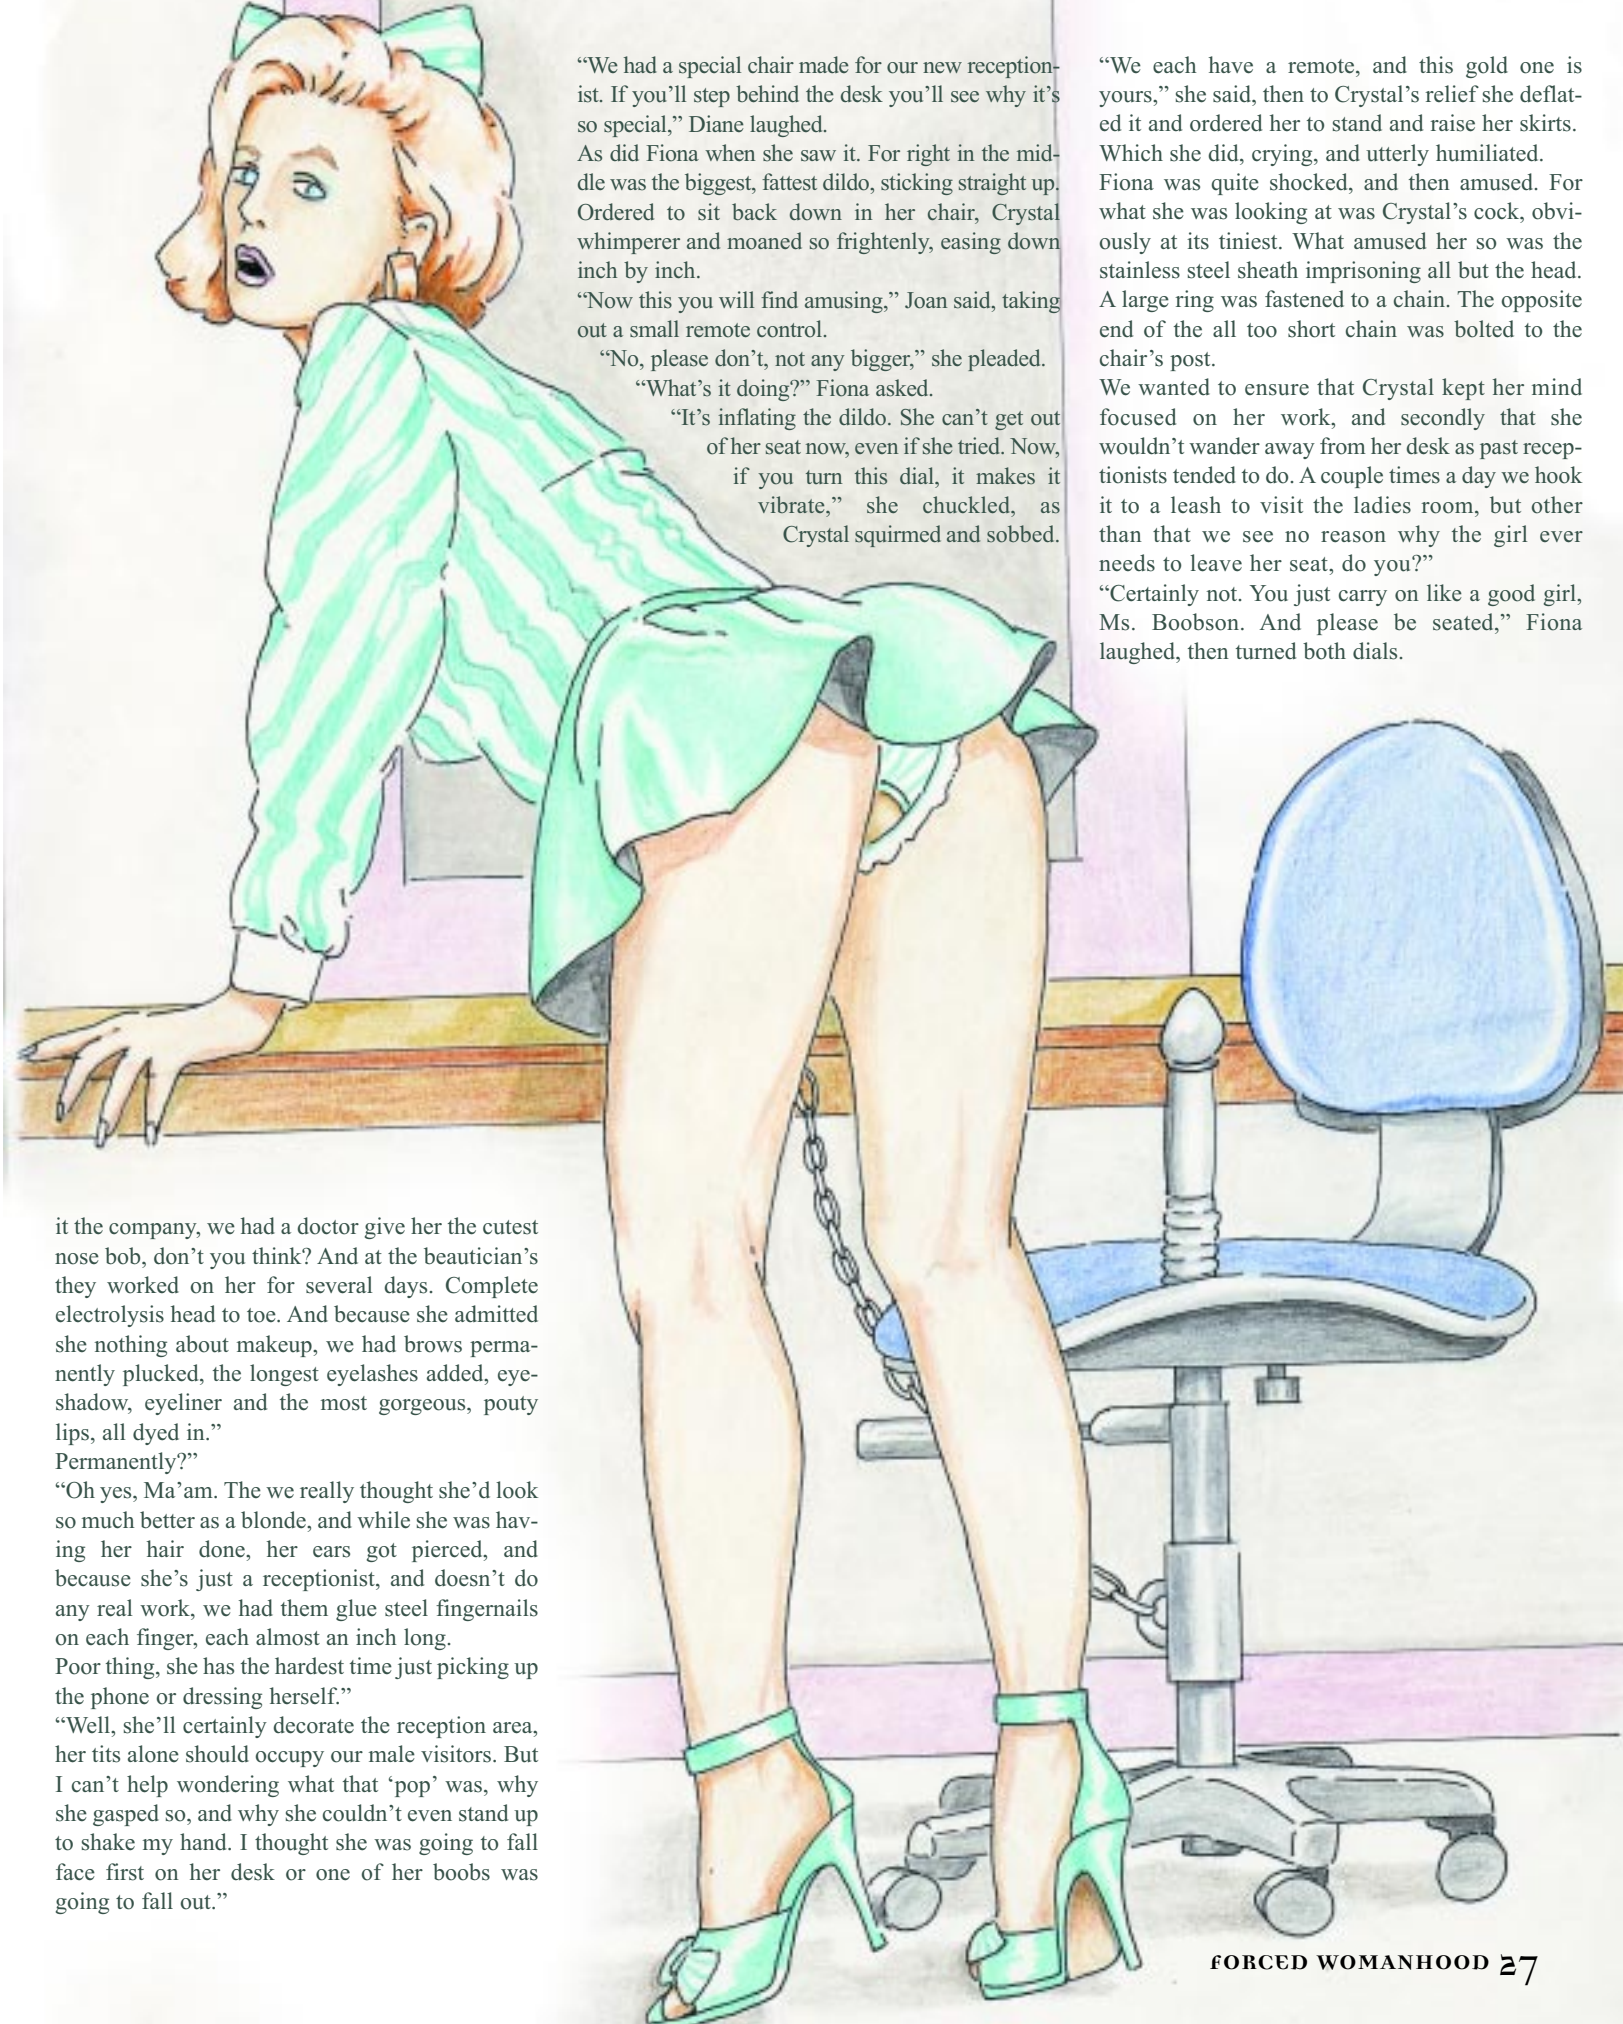 it the company, we had a doctor give her the cutest
nose bob, don't you think? And at the beautician's
they worked on her for several days. Complete
electrolysis head to toe. And because she admitted
she nothing about makeup, we had brows perma-
nently plucked, the longest eyelashes added, eye-
shadow, eyeliner and the most gorgeous, pouty
lips, all dyed in.”
Permanently?”
“Oh yes, Ma'am. The we really thought she'd look
so much better as a blonde, and while she was hav-
ing her hair done, her ears got pierced, and
because she's just a receptionist, and doesn't do
any real work, we had them glue steel fingernails
on each finger, each almost an inch long.
Poor thing, she has the hardest time just picking up
the phone or dressing herself.”
“Well, she'll certainly decorate the reception area,
her tits alone should occupy our male visitors. But
I can't help wondering what that ‘pop’ was, why
she gasped so, and why she couldn't even stand up
to shake my hand. I thought she was going to fall
face first on her desk or one of her boobs was
going to fall out.”
“We had a special chair made for our new reception-
ist. If you'll step behind the desk you'll see why it's
so special,” Diane laughed.
As did Fiona when she saw it. For right in the mid-
dle was the biggest, fattest dildo, sticking straight up.
Ordered to sit back down in her chair, Crystal
whimperer and moaned so frightenly, easing down
inch by inch.
“Now this you will find amusing,” Joan said, taking
out a small remote control.
“No, please don't, not any bigger,” she pleaded.
“What's it doing?” Fiona asked.
“It's inflating the dildo. She can't get out
of her seat now, even if she tried. Now,
if you turn this dial, it makes it
vibrate,” she chuckled, as
Crystal squirmed and sobbed.
“We each have a remote, and this gold one is
yours,” she said, then to Crystal's relief she deflat-
ed it and ordered her to stand and raise her skirts.
Which she did, crying, and utterly humiliated.
Fiona was quite shocked, and then amused. For
what she was looking at was Crystal's cock, obvi-
ously at its tiniest. What amused her so was the
stainless steel sheath imprisoning all but the head.
A large ring was fastened to a chain. The opposite
end of the all too short chain was bolted to the
chair's post.
We wanted to ensure that Crystal kept her mind
focused on her work, and secondly that she
wouldn't wander away from her desk as past recep-
tionists tended to do. A couple times a day we hook
it to a leash to visit the ladies room, but other
than that we see no reason why the girl ever
needs to leave her seat, do you?”
“Certainly not. You just carry on like a good girl,
Ms. Boobson. And please be seated,” Fiona
laughed, then turned both dials.
FORCED WOMANHOOD 27